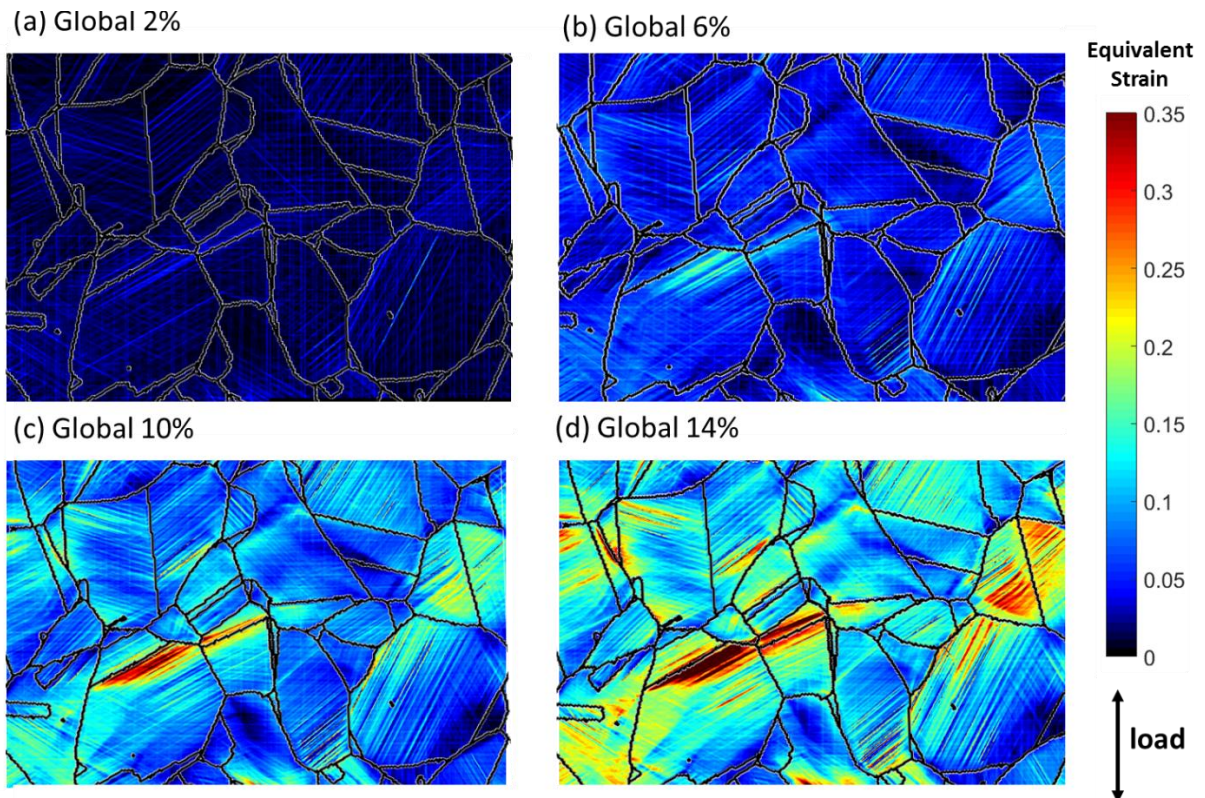 (a) Global 2%
(b) Global 6%
Equivalent
Strain
0.35
0.3
0.25
0.2
0.15
0.1
0.05
0
(c) Global 10%
(d) Global 14%
load